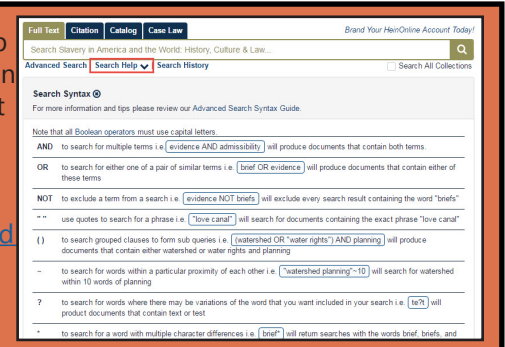 Full Text Citation Catalog Case Law Brand Your HeinOnline Account Today!
Search Slavery in America and the World: History, Culture & Law...
Advanced Search Search Help Search History Search All Collections
Search Syntax
For more information and tips please review our Advanced Search Syntax Guide.
Note that all Boolean operators must use capital letters.
AND to search for multiple terms i.e. evidence AND admissibility will produce documents that contain both terms.
OR to search for either one of a pair of similar terms i.e. brief OR evidence will produce documents that contain either of
these terms
NOT to exclude a term from a search i.e. evidence NOT briefs will exclude every search result containing the word "briefs"
" " use quotes to search for a phrase i.e. "love canal" will search for documents containing the exact phrase "love canal"
( ) to search grouped clauses to form sub queries i.e. (watershed OR "water rights") AND planning will produce
documents that contain either watershed or water rights and planning
~ to search for words within a particular proximity of each other i.e. "watershed planning"~10 will search for watershed
within 10 words of planning
? to search for words where there may be variations of the word that you want included in your search i.e. te?t will
product documents that contain text or test
* to search for a word with multiple character differences i.e. brief* will return searches with the words brief, briefs, and